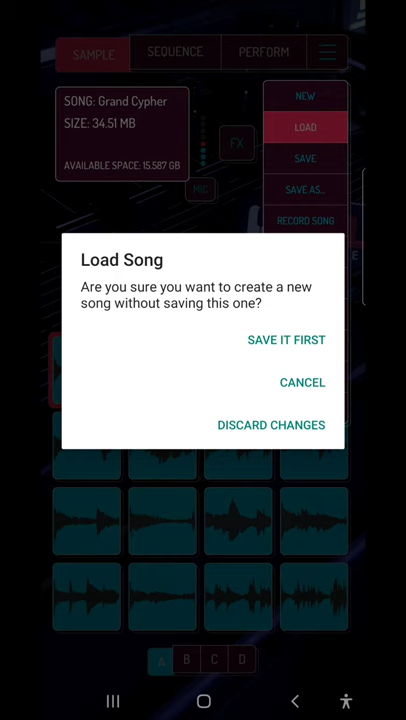 SAMPLE
SEQUENCE
PERFORM
SONG: Grand Cypher
SIZE: 34.51 MB
AVAILABLE SPACE: 15.587 GB
FX
MIC
NEW
LOAD
SAVE
SAVE AS...
RECORD SONG
E
Load Song
Are you sure you want to create a new
song without saving this one?
SAVE IT FIRST
CANCEL
DISCARD CHANGES
A
B
C
D